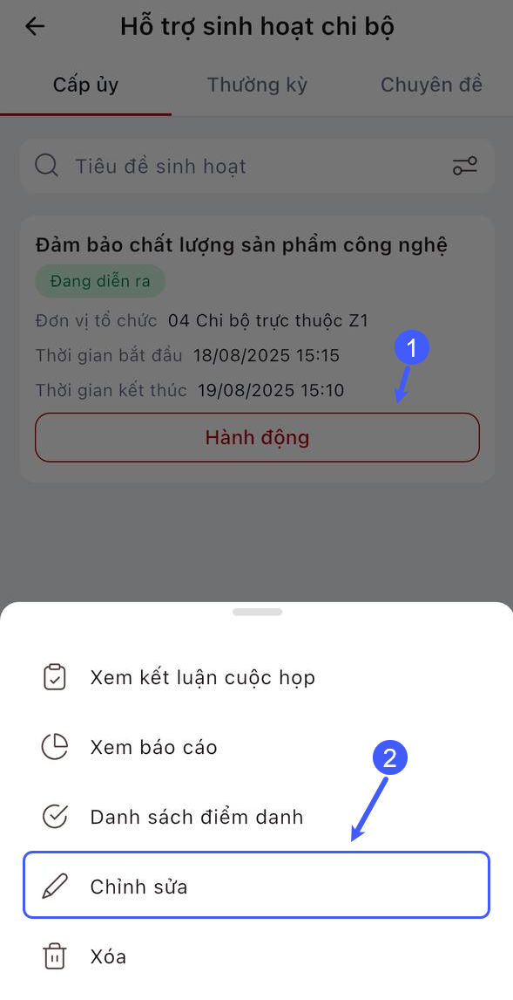 Hỗ trợ sinh hoạt chi bộ
Cấp ủy Thường kỳ Chuyên đề
Tiêu đề sinh hoạt
Đảm bảo chất lượng sản phẩm công nghệ
Đang diễn ra
Đơn vị tổ chức 04 Chi bộ trực thuộc Z1
Thời gian bắt đầu 18/08/2025 15:15
1
Thời gian kết thúc 19/08/2025 15:10
Hành động
Xem kết luận cuộc họp
Xem báo cáo
2
Danh sách điểm danh
Chỉnh sửa
Xóa